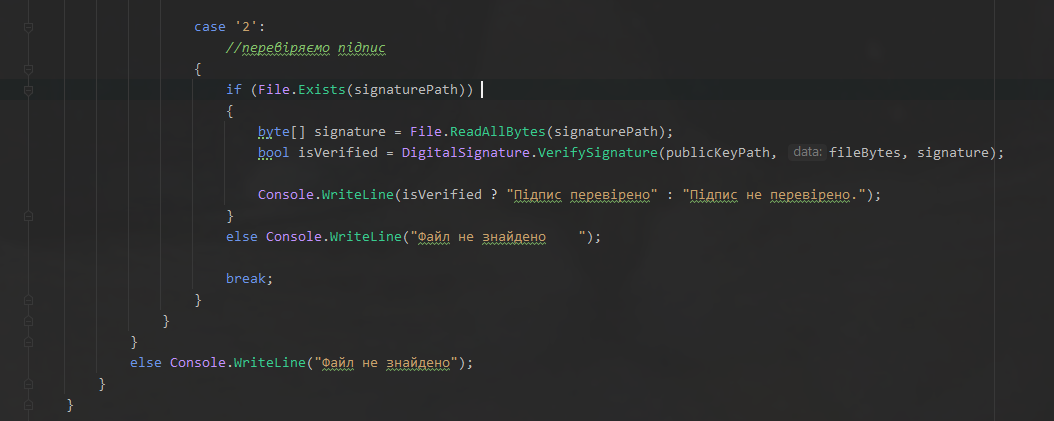 case '2':
//перевіряємо підпис
{
if (File.Exists(signaturePath))
{
byte[] signature = File.ReadAllBytes(signaturePath);
bool isVerified = DigitalSignature.VerifySignature(publicKeyPath, data: fileBytes, signature);
Console.WriteLine(isVerified ? "Підпис перевірено" : "Підпис не перевірено.");
}
else Console.WriteLine("Файл не знайдено    ");
break;
}
}
}
else Console.WriteLine("Файл не знайдено");
}
}